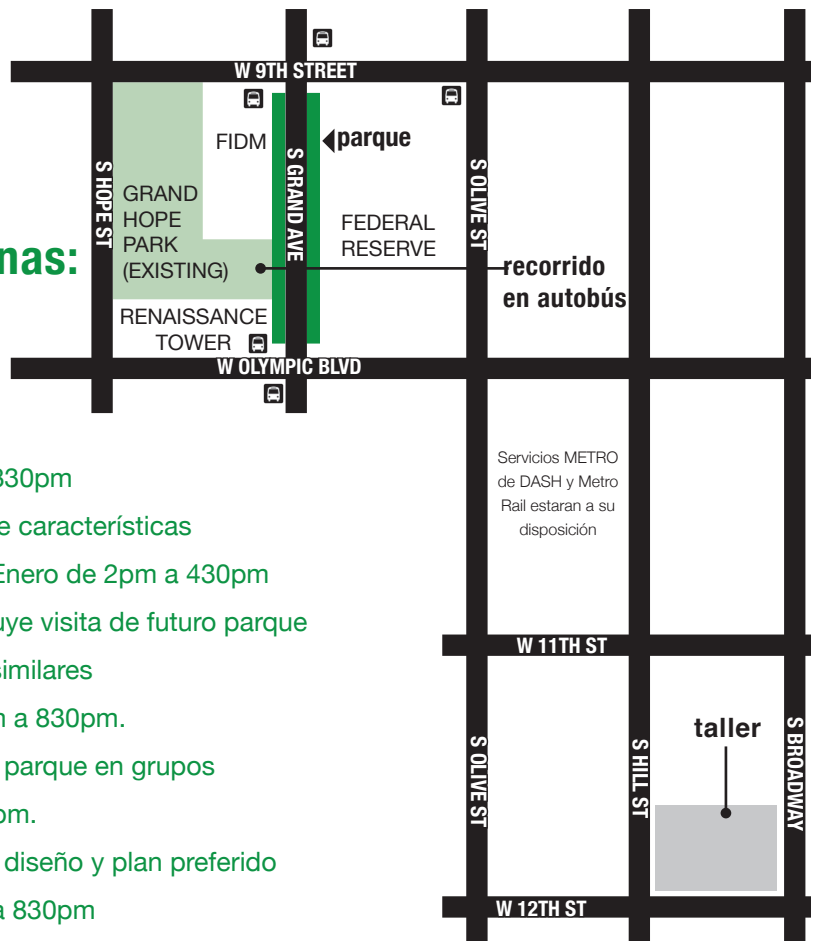 W 9TH STREET
FIDM
parque
S HOPE ST
S GRAND AVE
S OLIVE ST
GRAND
HOPE
PARK
(EXISTING)
FEDERAL
RESERVE
nas:
recorrido
en autobús
RENAISSANCE
TOWER
W OLYMPIC BLVD
830pm
e características
Enero de 2pm a 430pm
uye visita de futuro parque
similares
a 830pm.
parque en grupos
pm.
diseño y plan preferido
a 830pm
Servicios METRO
de DASH y Metro
Rail estaran a su
disposición
W 11TH ST
taller
S OLIVE ST
S HILL ST
S BROADWAY
W 12TH ST